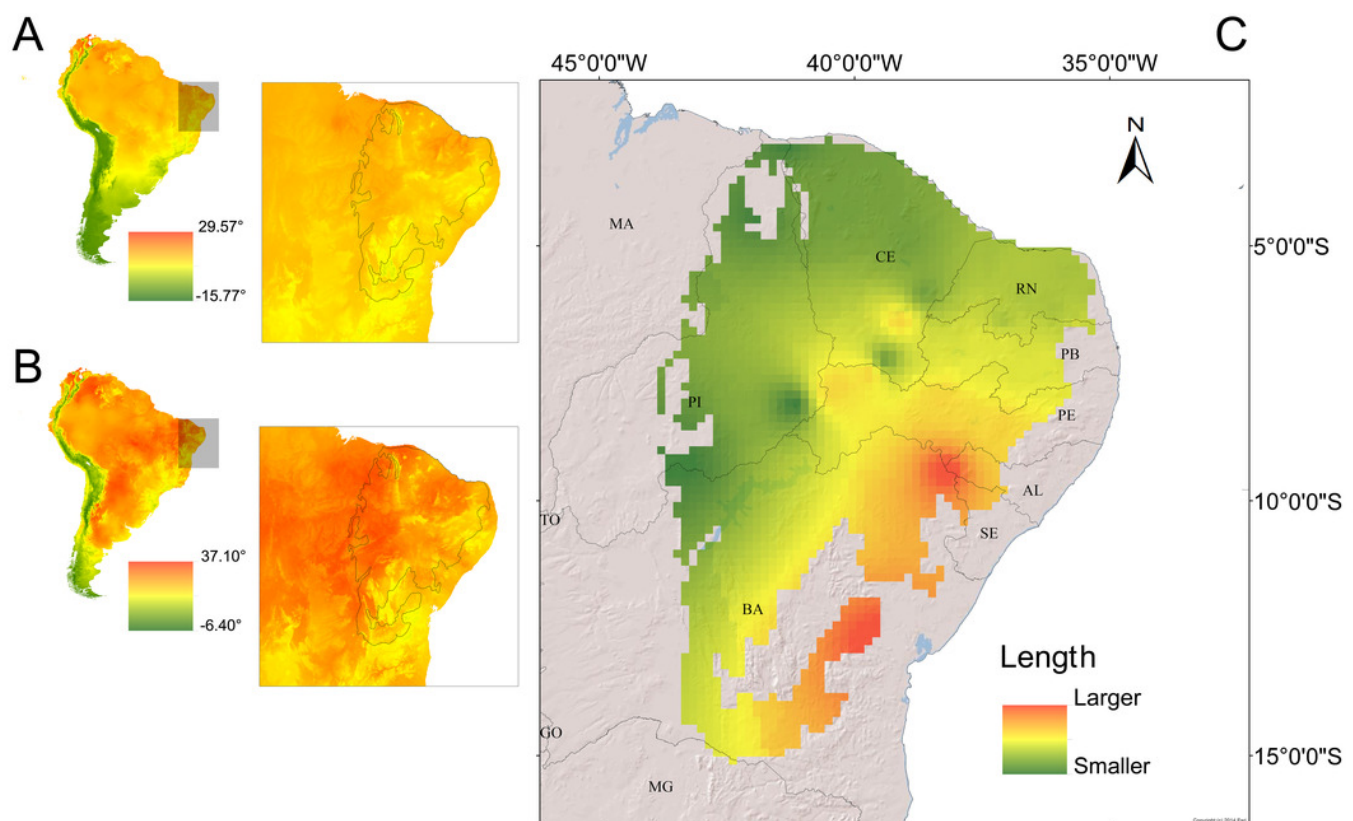 A
29.57°
-15.77°
B
37.10°
-6.40°
C
45°0'0"W 40°0'0"W 35°0'0"W
N
MA
CE
5°0'0"S
RN
PB
PI
PE
AL
10°0'0"S
TO
SE
BA
Length
Larger
GO
15°0'0"S
Smaller
MG